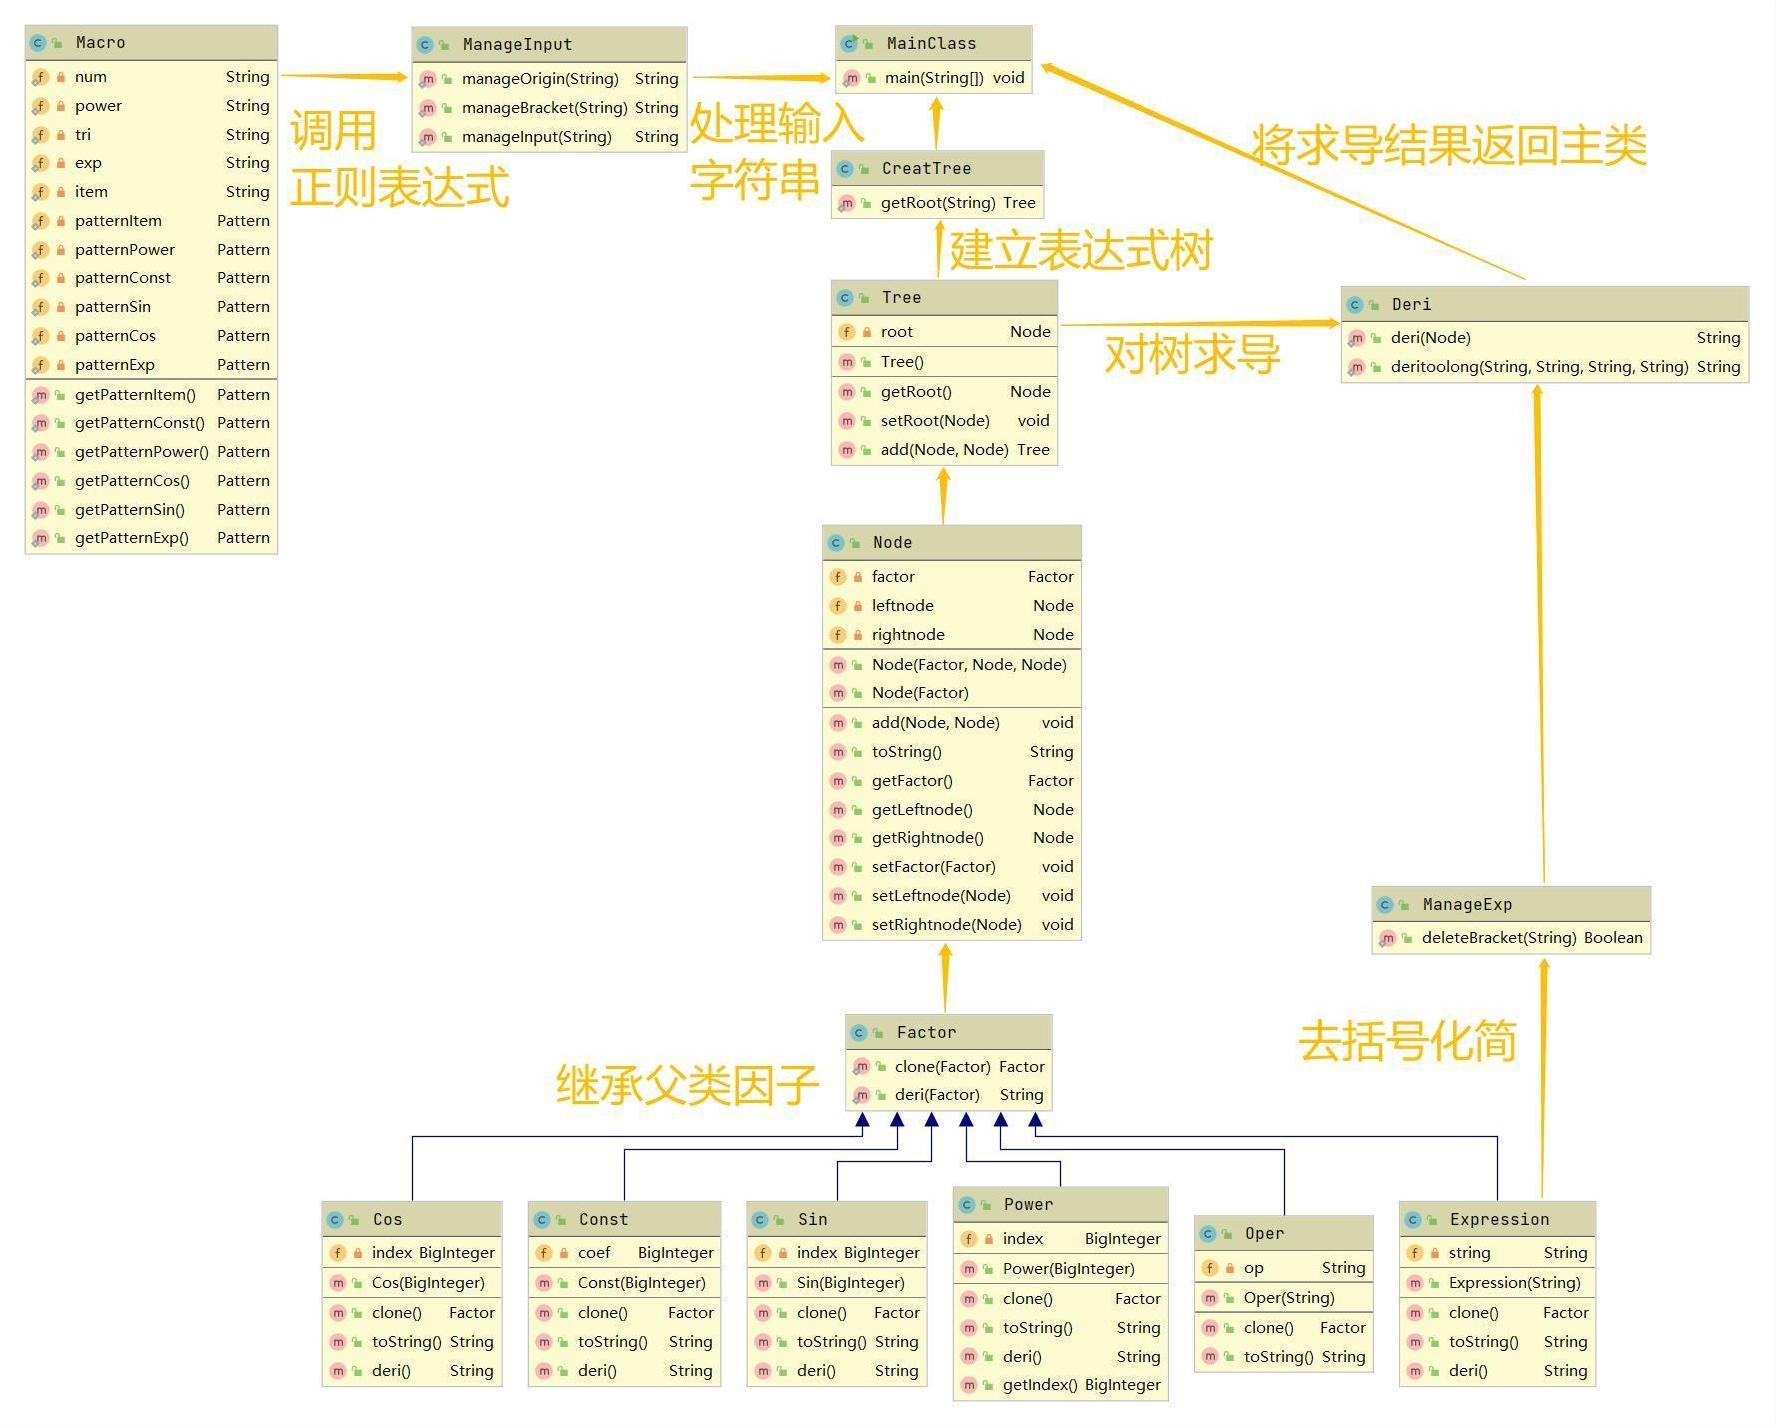 Macro
num String
power String
tri String
exp String
item String
patternItem Pattern
patternPower Pattern
patternConst Pattern
patternSin Pattern
patternCos Pattern
patternExp Pattern
getPatternItem() Pattern
getPatternConst() Pattern
getPatternPower() Pattern
getPatternCos() Pattern
getPatternSin() Pattern
getPatternExp() Pattern
调用
正则表达式
ManageInput
manageOrigin(String) String
manageBracket(String) String
manageInput(String) String
处理输入
字符串
MainClass
main(String[]) void
将求导结果返回主类
CreatTree
getRoot(String) Tree
建立表达式树
Tree
root Node
Tree()
getRoot() Node
setRoot(Node) void
add(Node, Node) Tree
对树求导
Deri
deri(Node) String
deritoolong(String, String, String, String) String
Node
factor Factor
leftnode Node
rightnode Node
Node(Factor, Node, Node)
Node(Factor)
add(Node, Node) void
toString() String
getFactor() Factor
getLeftnode() Node
getRightnode() Node
setFactor(Factor) void
setLeftnode(Node) void
setRightnode(Node) void
ManageExp
deleteBracket(String) Boolean
去括号化简
Factor
clone(Factor) Factor
deri(Factor) String
继承父类因子
Cos
index BigInteger
Cos(BigInteger)
clone() Factor
toString() String
deri() String
Const
coef BigInteger
Const(BigInteger)
clone() Factor
toString() String
deri() String
Sin
index BigInteger
Sin(BigInteger)
clone() Factor
toString() String
deri() String
Power
index BigInteger
Power(BigInteger)
clone() Factor
toString() String
deri() String
getIndex() BigInteger
Oper
op String
Oper(String)
clone() Factor
toString() String
Expression
string String
Expression(String)
clone() Factor
toString() String
deri() String